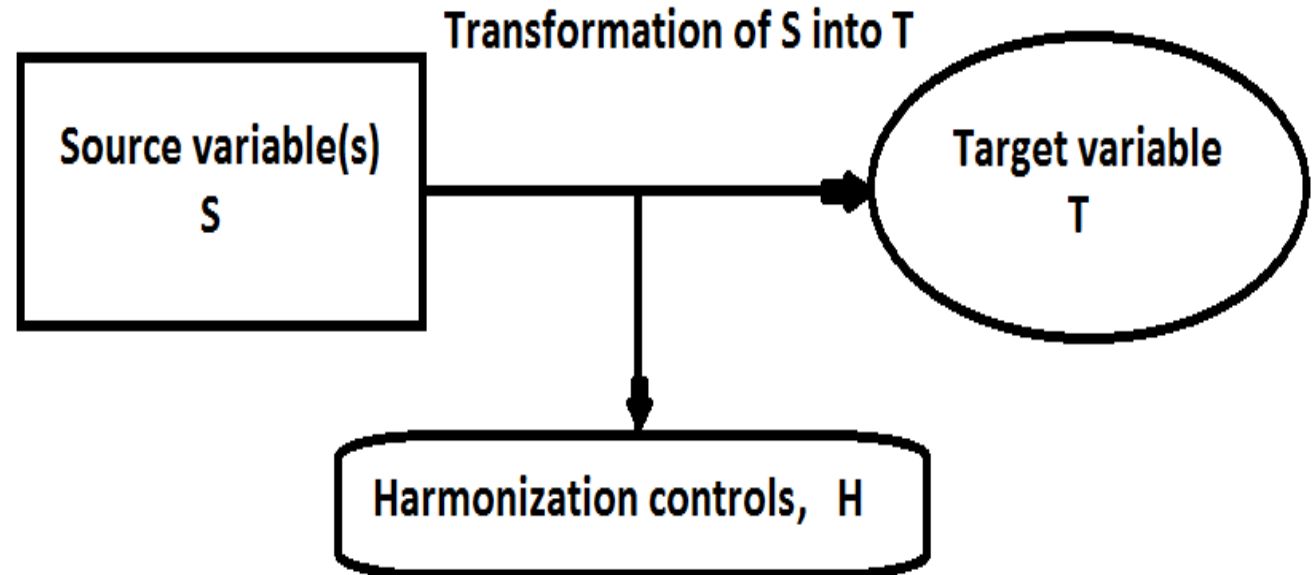 Transformation of S into T
Source variable(s)
S
Target variable
T
Harmonization controls, H